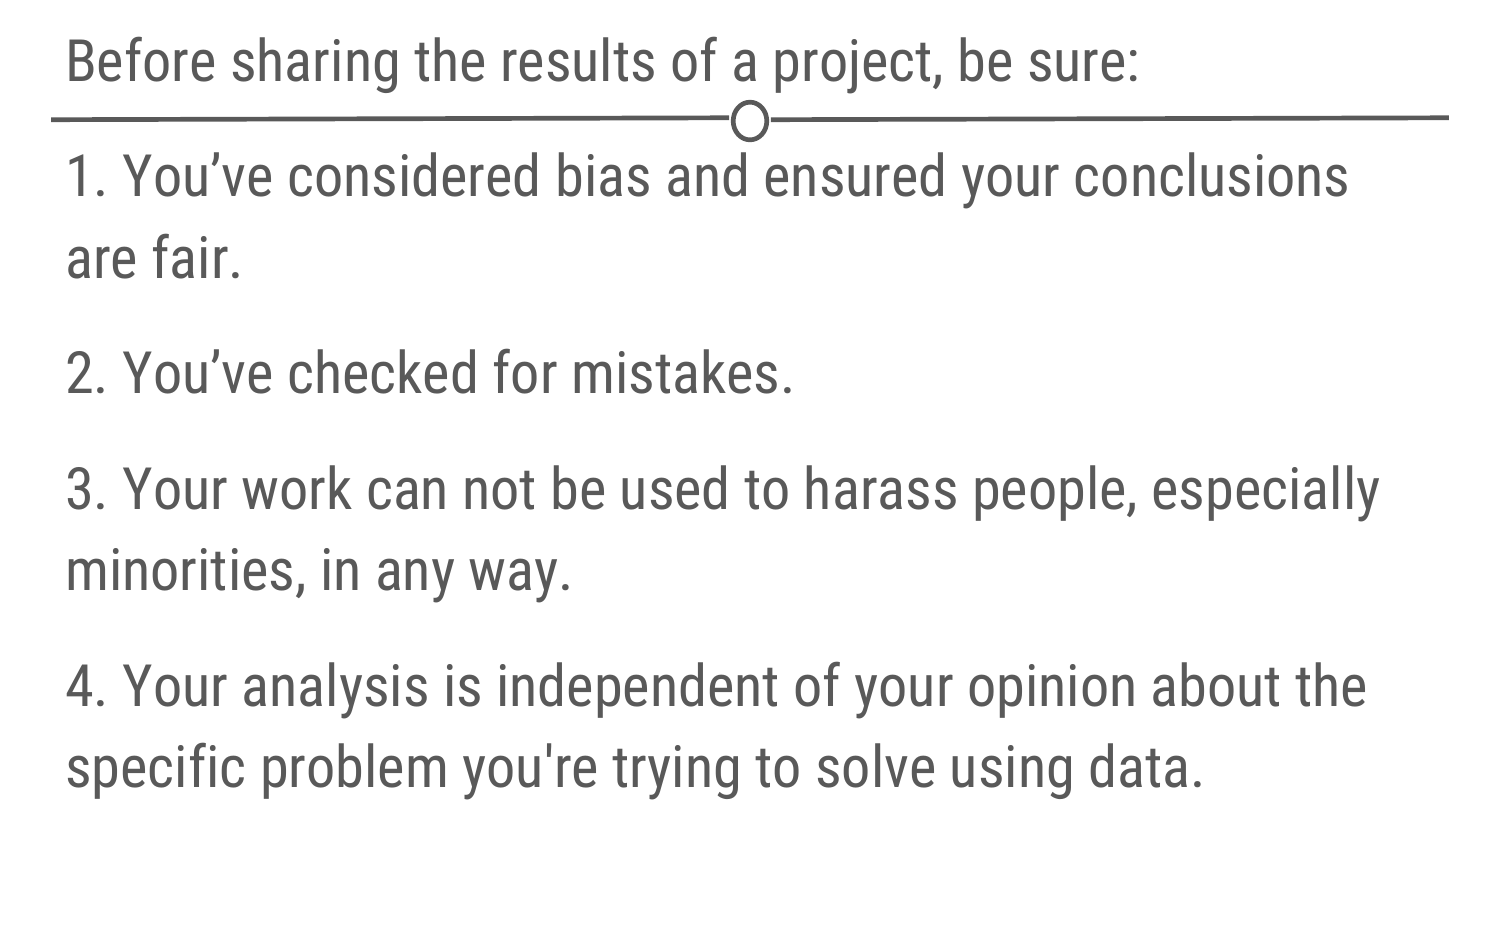 Before sharing the results of a project, be sure:
1. You’ve considered bias and ensured your conclusions
are fair.
2. You’ve checked for mistakes.
3. Your work can not be used to harass people, especially
minorities, in any way.
4. Your analysis is independent of your opinion about the
specific problem you're trying to solve using data.